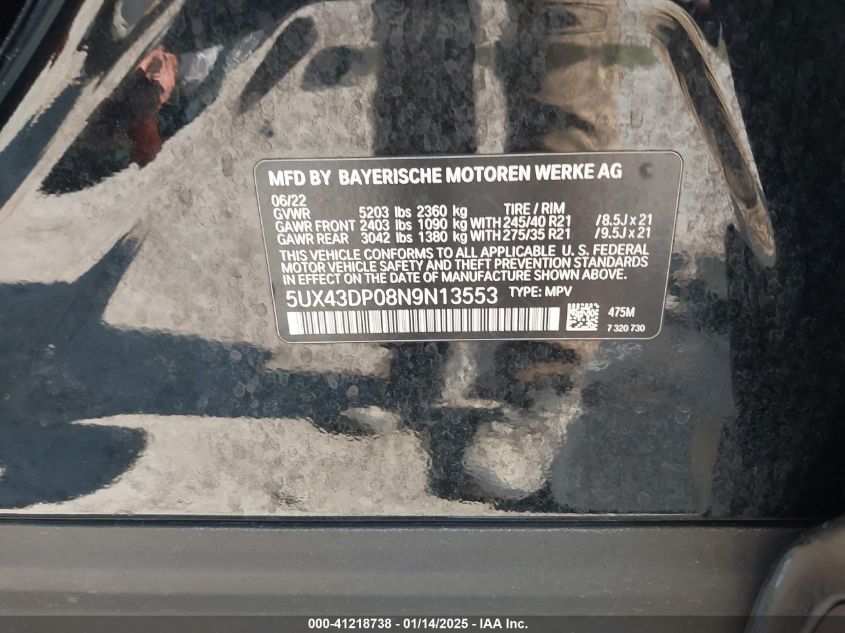 MFD BY BAYERISCHE MOTOREN WERKE AG
06/22
GVWR 5203 lbs 2360 kg TIRE / RIM
GAWR FRONT 2403 lbs 1090 kg WITH 245/40 R21 /8.5J x 21
GAWR REAR 3042 lbs 1380 kg WITH 275/35 R21 /9.5J x 21
THIS VEHICLE CONFORMS TO ALL APPLICABLE U. S. FEDERAL
MOTOR VEHICLE SAFETY AND THEFT PREVENTION STANDARDS
IN EFFECT ON THE DATE OF MANUFACTURE SHOWN ABOVE.
5UX43DP08N9N13553 TYPE: MPV
475M
7 320 730
000-41218738 - 01/14/2025 - IAA Inc.